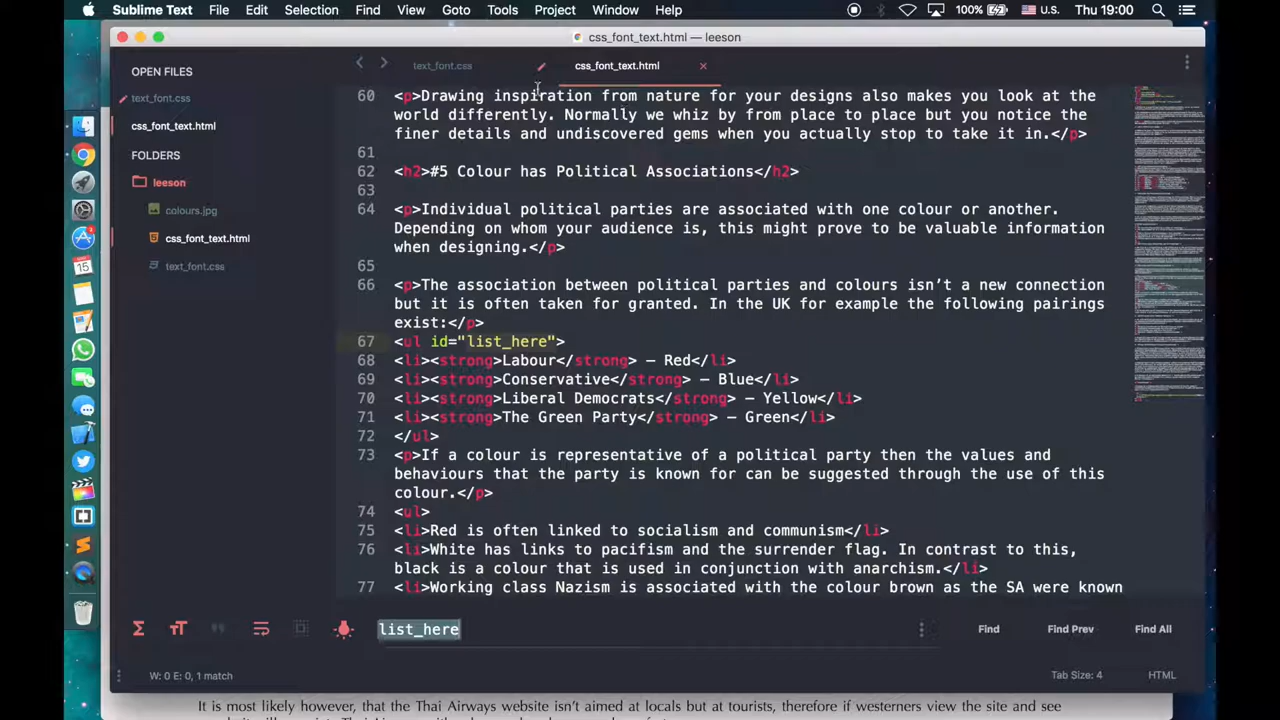 Sublime Text File Edit Selection Find View Goto Tools Project Window Help 100% U.S. Thu 19:00
css_font_text.html — leeson
OPEN FILES
text_font.css
css_font_text.html
FOLDERS
leeson
colours.jpg
css_font_text.html
text_font.css
text_font.css css_font_text.html
60 <p>Drawing inspiration from nature for your designs also makes you look at the
world differently. Normally we whizz by from place to place but you notice the
finer details and undiscovered gems when you actually stop to take it in.</p>
61
62 <h2>#5 Colour has Political Associations</h2>
63
64 <p>Individual political parties are associated with one colour or another.
Depending on whom your audience is, this might prove to be valuable information
when designing.</p>
65
66 <p>The association between political parties and colours isn’t a new connection
but it is often taken for granted. In the UK for example the following pairings
exist:</p>
67 <ul id="list_here">
68 <li><strong>Labour</strong> – Red</li>
69 <li><strong>Conservative</strong> – Blue</li>
70 <li><strong>Liberal Democrats</strong> – Yellow</li>
71 <li><strong>The Green Party</strong> – Green</li>
72 </ul>
73 <p>If a colour is representative of a political party then the values and
behaviours that the party is known for can be suggested through the use of this
colour.</p>
74 <ul>
75 <li>Red is often linked to socialism and communism</li>
76 <li>White has links to pacifism and the surrender flag. In contrast to this,
black is a colour that is used in conjunction with anarchism.</li>
77 <li>Working class Nazism is associated with the colour brown as the SA were known
list_here
Find Find Prev Find All
W: 0 E: 0, 1 match Tab Size: 4 HTML
It is most likely however, that the Thai Airways website isn’t aimed at locals but at tourists, therefore if westerners view the site and see